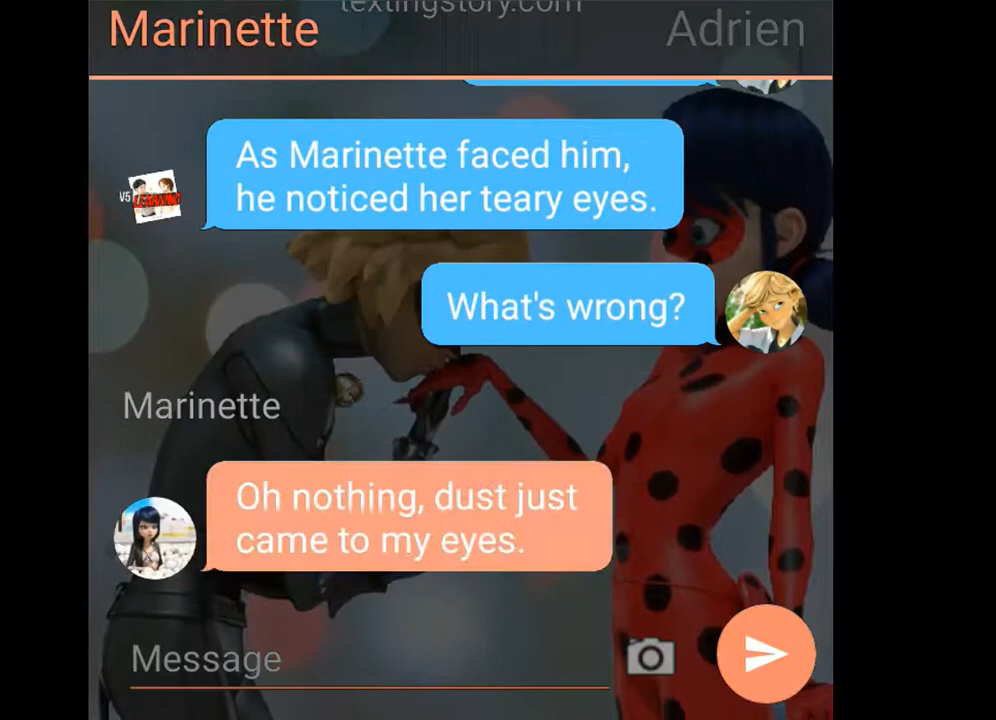 textingstory.com
Marinette
Adrien
As Marinette faced him,
he noticed her teary eyes.
V5
What's wrong?
Marinette
Oh nothing, dust just
came to my eyes.
Message